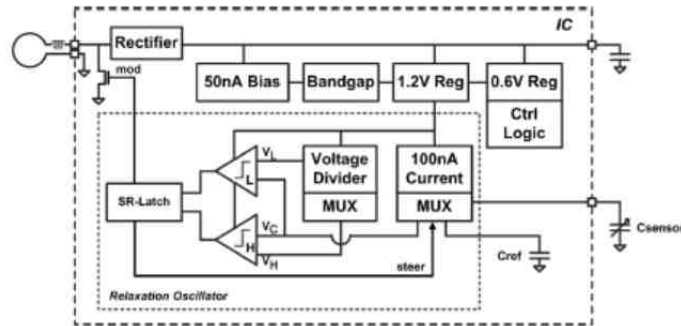 IC
Rectifier
mod
50nA Bias
Bandgap
1.2V Reg
0.6V Reg
Ctrl
Logic
VL
L
Voltage
Divider
MUX
100nA
Current
MUX
SR-Latch
VC
H
VH
steer
Cref
Csensor
Relaxation Oscillator